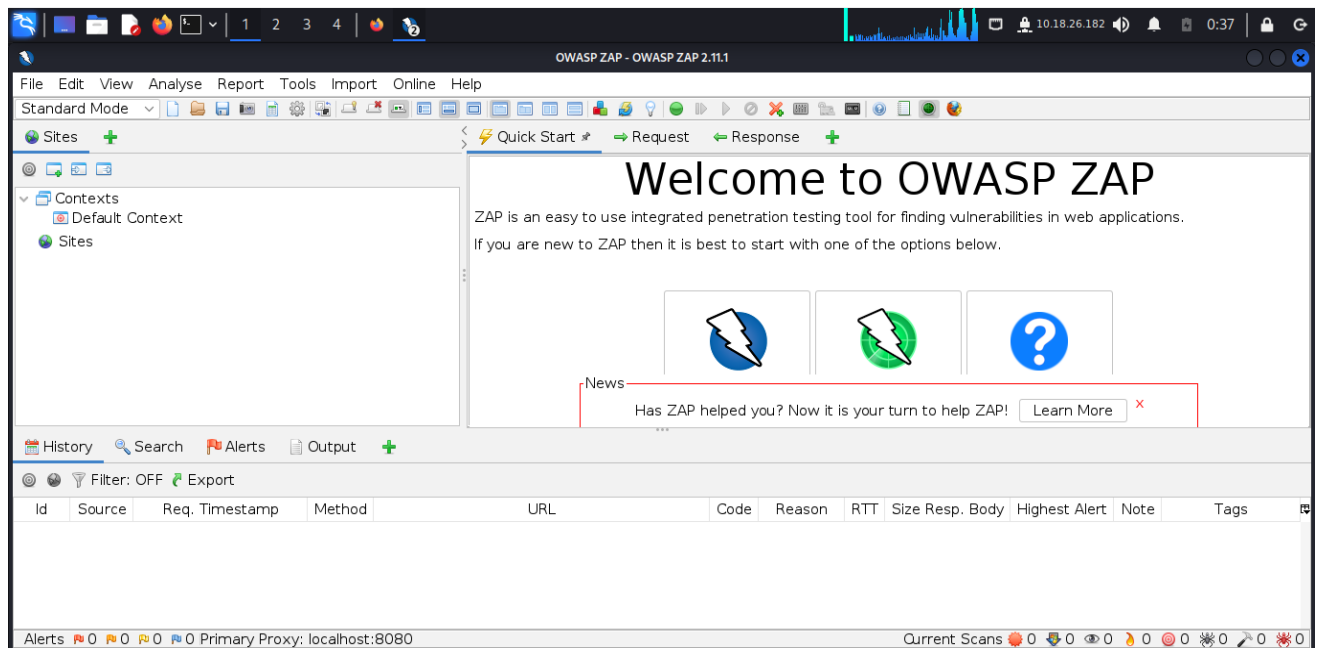 1 2 3 4 2 10.18.26.182 0:37
OWASP ZAP - OWASP ZAP 2.11.1
File Edit View Analyse Report Tools Import Online Help
Standard Mode
Sites
Quick Start Request Response
Contexts
Default Context
Sites
Welcome to OWASP ZAP
ZAP is an easy to use integrated penetration testing tool for finding vulnerabilities in web applications.
If you are new to ZAP then it is best to start with one of the options below.
News
Has ZAP helped you? Now it is your turn to help ZAP! Learn More X
History Search Alerts Output
Filter: OFF Export
Id Source Req. Timestamp Method URL Code Reason RTT Size Resp. Body Highest Alert Note Tags
Alerts 0 0 0 0 Primary Proxy: localhost:8080 Current Scans 0 0 0 0 0 0 0 0